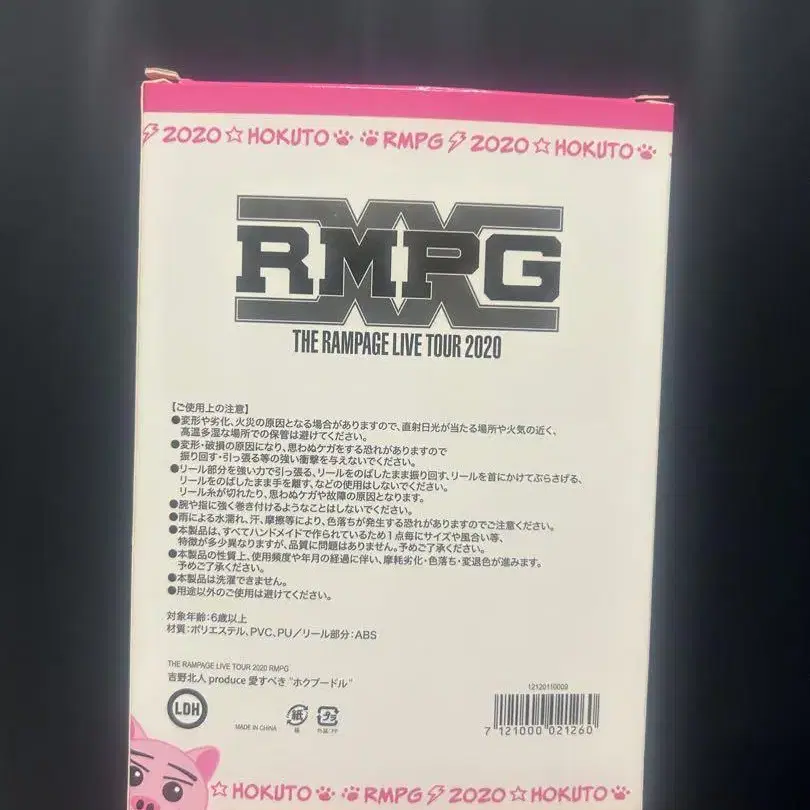 2020☆HOKUTO RMPG 2020☆HOKUTO
RMPG
THE RAMPAGE LIVE TOUR 2020
【ご使用上の注意】
●変形や劣化、火災の原因となる場合がありますので、直射日光が当たる場所や火気の近く、
高温多湿な場所での保管は避けてください。
●変形・破損の原因になり、思わぬケガをする恐れがありますので
振り回す・引っ張る等の強い衝撃を与えないでください。
●リール部分を強い力で引っ張る、リールをのばしたまま振り回す、リールを首にかけてぶらさげる、
リールをのばしたまま手を離す、などの使用はしないでください。
リール糸が切れたり、思わぬケガや故障の原因となります。
●腕や指に強く巻き付けるようなことはしないでください。
●雨による水濡れ、汗、摩擦等により、色落ちが発生する恐れがありますのでご注意ください。
●本製品は、すべてハンドメイドで作られているため1点毎にサイズや風合い等、
特徴が多少異なりますが、品質に問題はありません。予めご了承ください。
●本製品の性質上、使用頻度や年月の経過に伴い、摩耗劣化・色落ち・変退色が進みます。
予めご了承ください。
●本製品は洗濯できません。
●用途以外のご使用は避けてください。
対象年齢:6歳以上
材質:ポリエステル、PVC、PU/リール部分:ABS
THE RAMPAGE LIVE TOUR 2020 RMPG
吉野北人 produce 愛すべき "ホクプードル"
LDH
MADE IN CHINA
紙
箱
プラ
外装:PP
12120110009
7 121000 021260
☆HOKUTO RMPG 2020☆HOKUTO